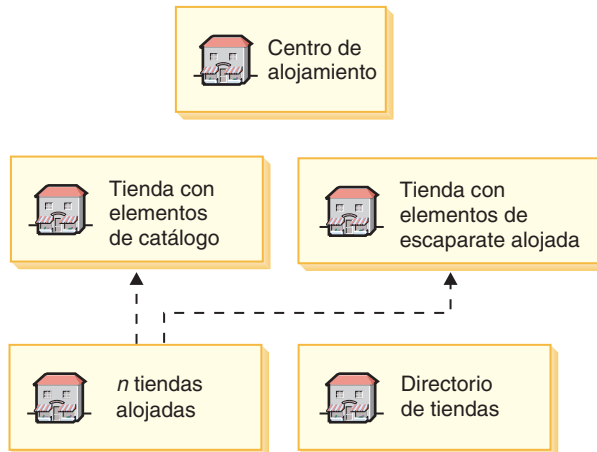 Centro de
alojamiento
Tienda con
elementos
de catálogo
Tienda con
elementos de
escaparate alojada
n tiendas
alojadas
Directorio
de tiendas